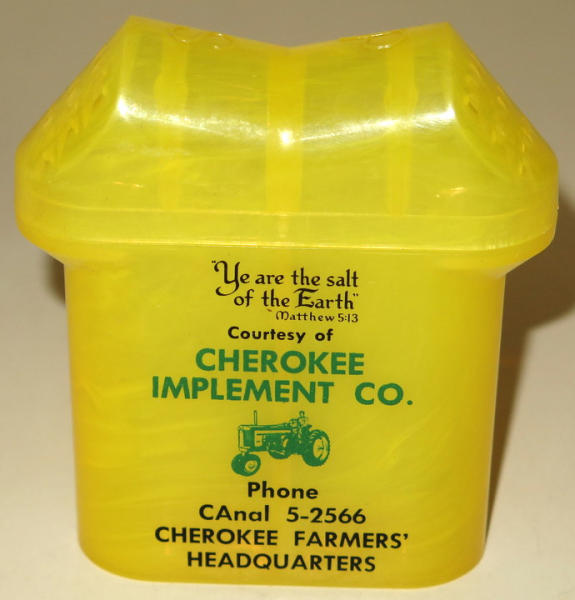 "Ye are the salt
of the Earth"
Matthew 5:13
Courtesy of
CHEROKEE
IMPLEMENT CO.
Phone
CAnal 5-2566
CHEROKEE FARMERS'
HEADQUARTERS